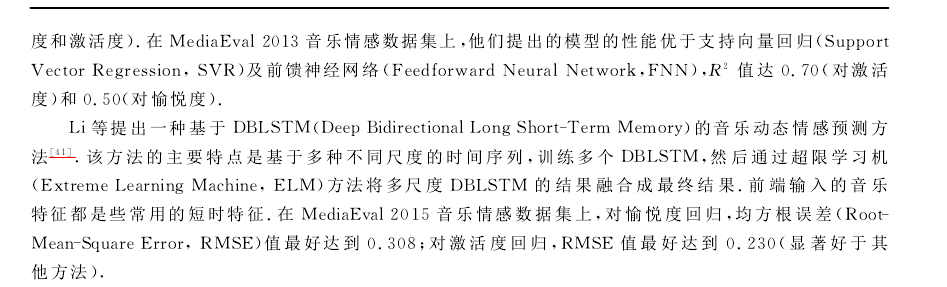 度和激活度).在 MediaEval 2013 音乐情感数据集上,他们提出的模型的性能优于支持向量回归(Support
Vector Regression, SVR)及前馈神经网络(Feedforward Neural Network,FNN),R² 值达 0.70(对激活
度)和 0.50(对愉悦度).
Li 等提出一种基于 DBLSTM(Deep Bidirectional Long Short-Term Memory)的音乐动态情感预测方
法[41].该方法的主要特点是基于多种不同尺度的时间序列,训练多个 DBLSTM,然后通过超限学习机
(Extreme Learning Machine, ELM)方法将多尺度 DBLSTM 的结果融合成最终结果.前端输入的音乐
特征都是些常用的短时特征.在 MediaEval 2015 音乐情感数据集上,对愉悦度回归,均方根误差(Root-
Mean-Square Error, RMSE)值最好达到 0.308;对激活度回归,RMSE 值最好达到 0.230(显著好于其
他方法).